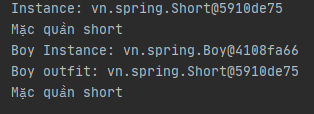 Instance: vn.spring.Short@5910de75
Mặc quần short
Boy Instance: vn.spring.Boy@4108fa66
Boy outfit: vn.spring.Short@5910de75
Mặc quần short